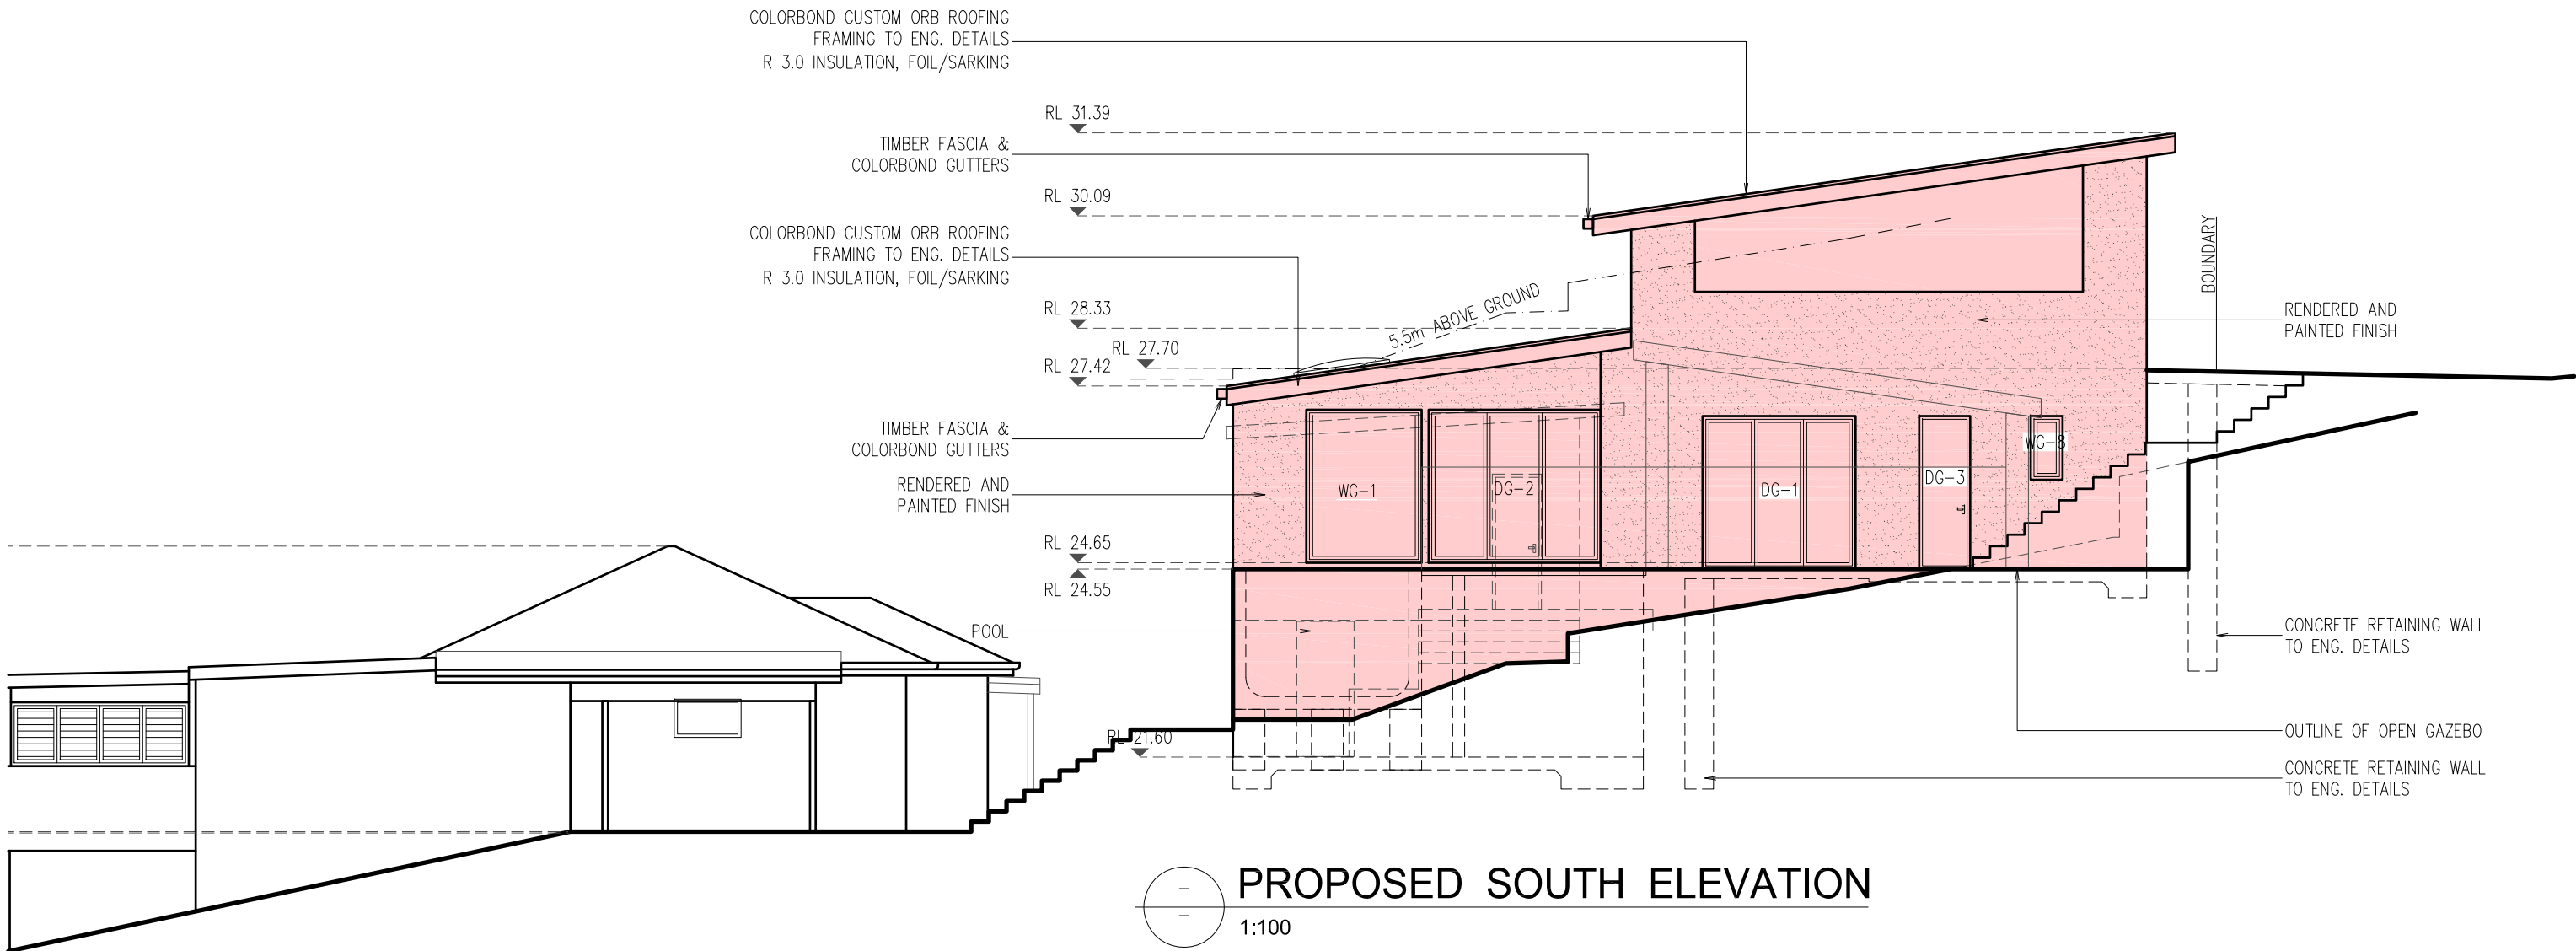 COLORBOND CUSTOM ORB ROOFING
FRAMING TO ENG. DETAILS
R 3.0 INSULATION, FOIL/SARKING
RL 31.39
TIMBER FASCIA &
COLORBOND GUTTERS
RL 30.09
COLORBOND CUSTOM ORB ROOFING
FRAMING TO ENG. DETAILS
R 3.0 INSULATION, FOIL/SARKING
BOUNDARY
RL 28.33
5.5m ABOVE GROUND
RENDERED AND
PAINTED FINISH
RL 27.70
RL 27.42
TIMBER FASCIA &
COLORBOND GUTTERS
RENDERED AND
PAINTED FINISH
WG-1
DG-2
DG-1
DG-3
WG-8
RL 24.65
RL 24.55
POOL
CONCRETE RETAINING WALL
TO ENG. DETAILS
RL 21.60
OUTLINE OF OPEN GAZEBO
CONCRETE RETAINING WALL
TO ENG. DETAILS
PROPOSED SOUTH ELEVATION
1:100